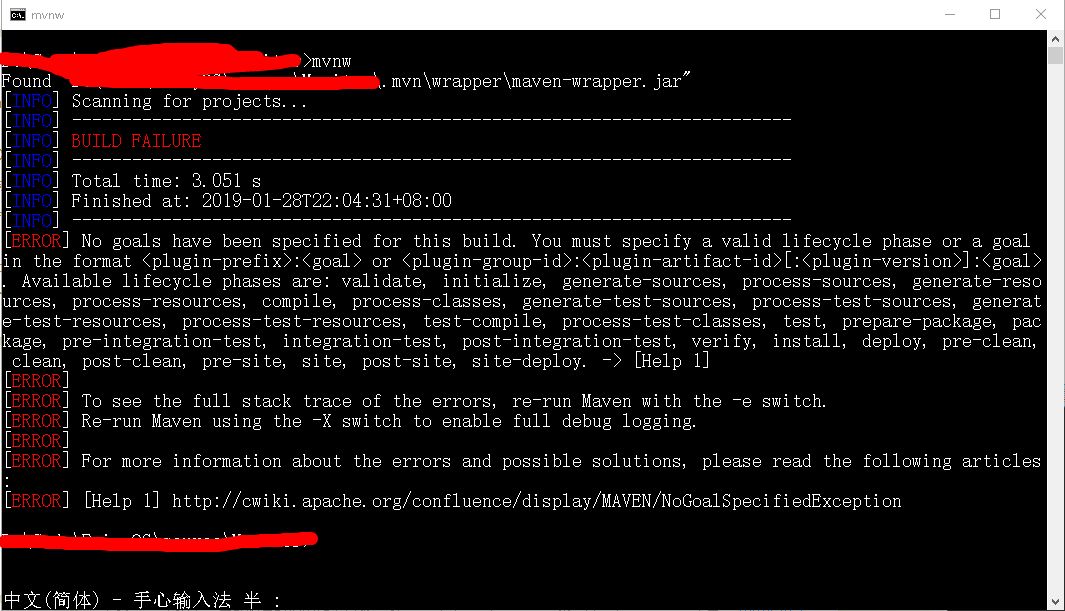 mvnw
>mvnw
Found .mvn\wrapper\maven-wrapper.jar"
[INFO] Scanning for projects...
[INFO] ------------------------------------------------------------------------
[INFO] BUILD FAILURE
[INFO] ------------------------------------------------------------------------
[INFO] Total time: 3.051 s
[INFO] Finished at: 2019-01-28T22:04:31+08:00
[INFO] ------------------------------------------------------------------------
[ERROR] No goals have been specified for this build. You must specify a valid lifecycle phase or a goal
in the format <plugin-prefix>:<goal> or <plugin-group-id>:<plugin-artifact-id>[:<plugin-version>]:<goal>
. Available lifecycle phases are: validate, initialize, generate-sources, process-sources, generate-reso
urces, process-resources, compile, process-classes, generate-test-sources, process-test-sources, generat
e-test-resources, process-test-resources, test-compile, process-test-classes, test, prepare-package, pac
kage, pre-integration-test, integration-test, post-integration-test, verify, install, deploy, pre-clean,
clean, post-clean, pre-site, site, post-site, site-deploy. -> [Help 1]
[ERROR]
[ERROR] To see the full stack trace of the errors, re-run Maven with the -e switch.
[ERROR] Re-run Maven using the -X switch to enable full debug logging.
[ERROR]
[ERROR] For more information about the errors and possible solutions, please read the following articles
:
[ERROR] [Help 1] http://cwiki.apache.org/confluence/display/MAVEN/NoGoalSpecifiedException
中文(简体) - 手心输入法 半 :